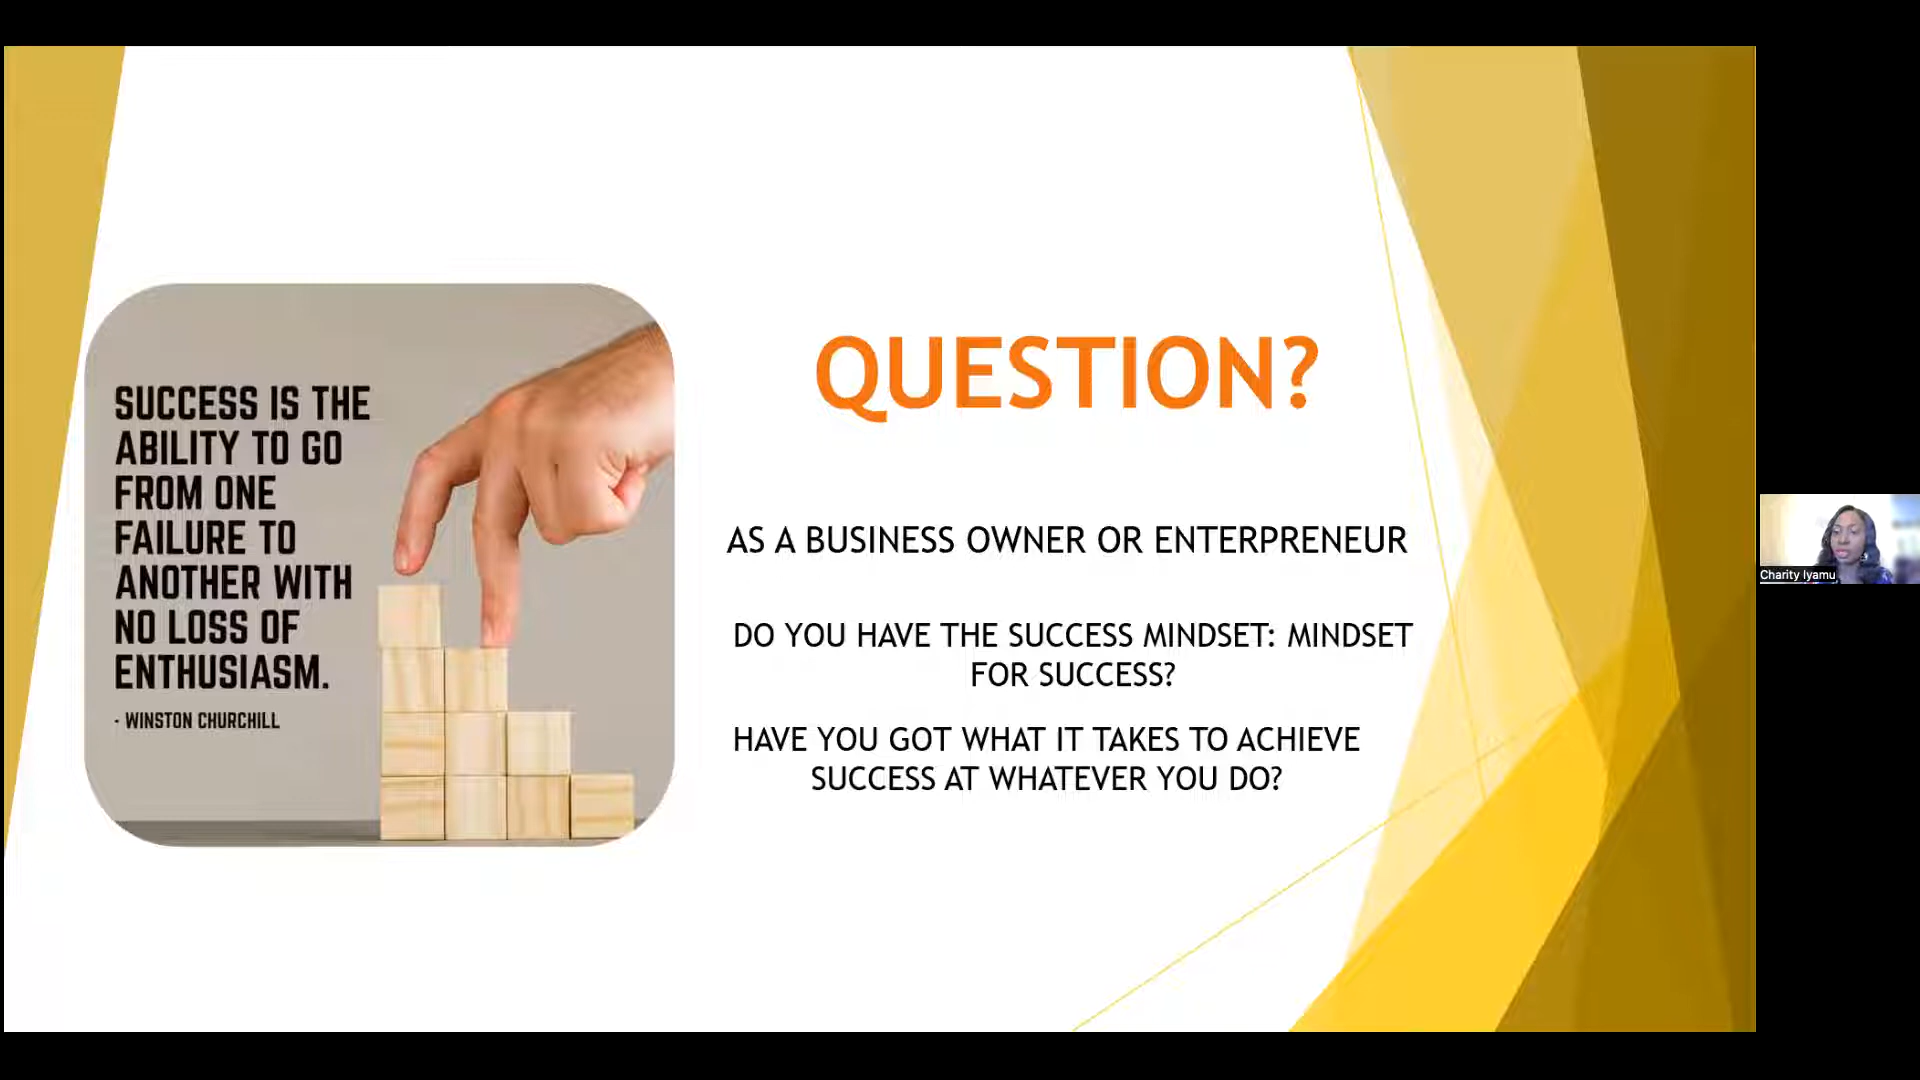 SUCCESS IS THE
ABILITY TO GO
FROM ONE
FAILURE TO
ANOTHER WITH
NO LOSS OF
ENTHUSIASM.
- WINSTON CHURCHILL
QUESTION?
AS A BUSINESS OWNER OR ENTERPRENEUR
DO YOU HAVE THE SUCCESS MINDSET: MINDSET
FOR SUCCESS?
HAVE YOU GOT WHAT IT TAKES TO ACHIEVE
SUCCESS AT WHATEVER YOU DO?
Charity Iyamu